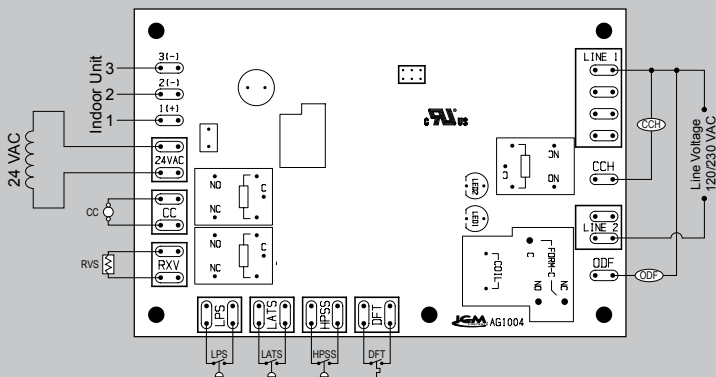 Indoor Unit
3
2
1
3(-)
2(-)
1(+)
24 VAC
24VAC
CC
CC
RVS
RXV
NO
NC
C
NO
NC
C
LPS
LATS
HPSS
DFT
LPS
LATS
HPSS
DFT
c RU US
NC
NO
C
LED2
LED1
COIL
FORM-C
C
NO
NC
ICM
AG1004
LINE 1
CCH
CCH
LINE 2
ODF
ODF
Line Voltage
120/230 VAC